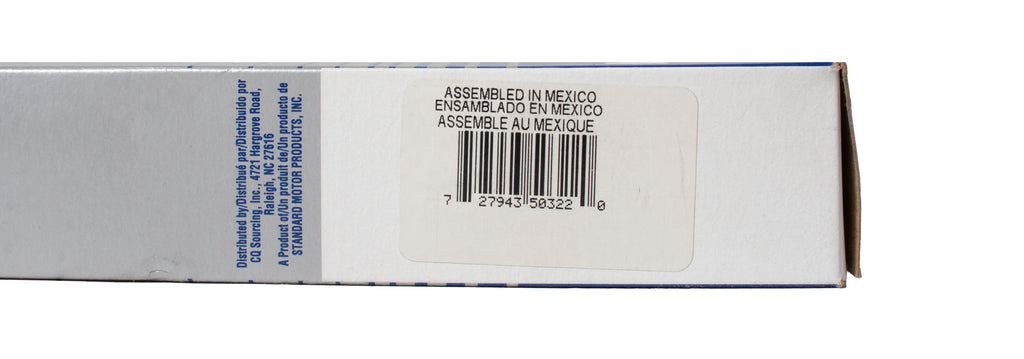 Distributed by/Distribué par/Distribuido por
CQ Sourcing, Inc., 4721 Hargrove Road,
Raleigh, NC 27616
A Product of/Un produit de/Un producto de
STANDARD MOTOR PRODUCTS, INC.
ASSEMBLED IN MEXICO
ENSAMBLADO EN MEXICO
ASSEMBLE AU MEXIQUE
7 27943 50322 0